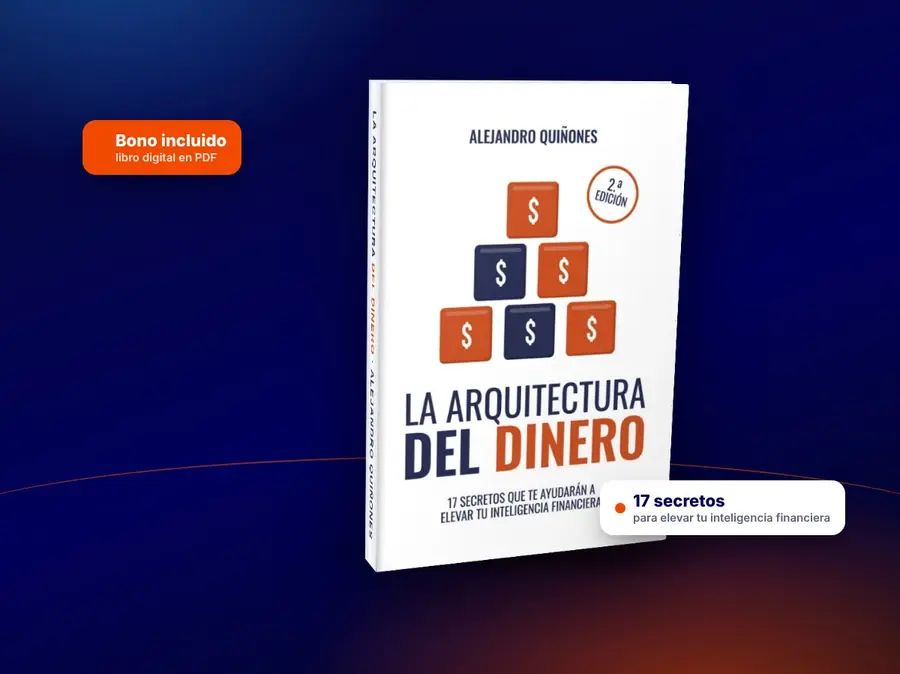 Bono incluido
libro digital en PDF
LA ARQUITECTURA DEL DINERO · ALEJANDRO QUIÑONES
ALEJANDRO QUIÑONES
2.ª
EDICIÓN
$
$ $
$ $ $
LA ARQUITECTURA
DEL DINERO
17 SECRETOS QUE TE AYUDARÁN A
ELEVAR TU INTELIGENCIA FINANCIERA
17 secretos
para elevar tu inteligencia financiera